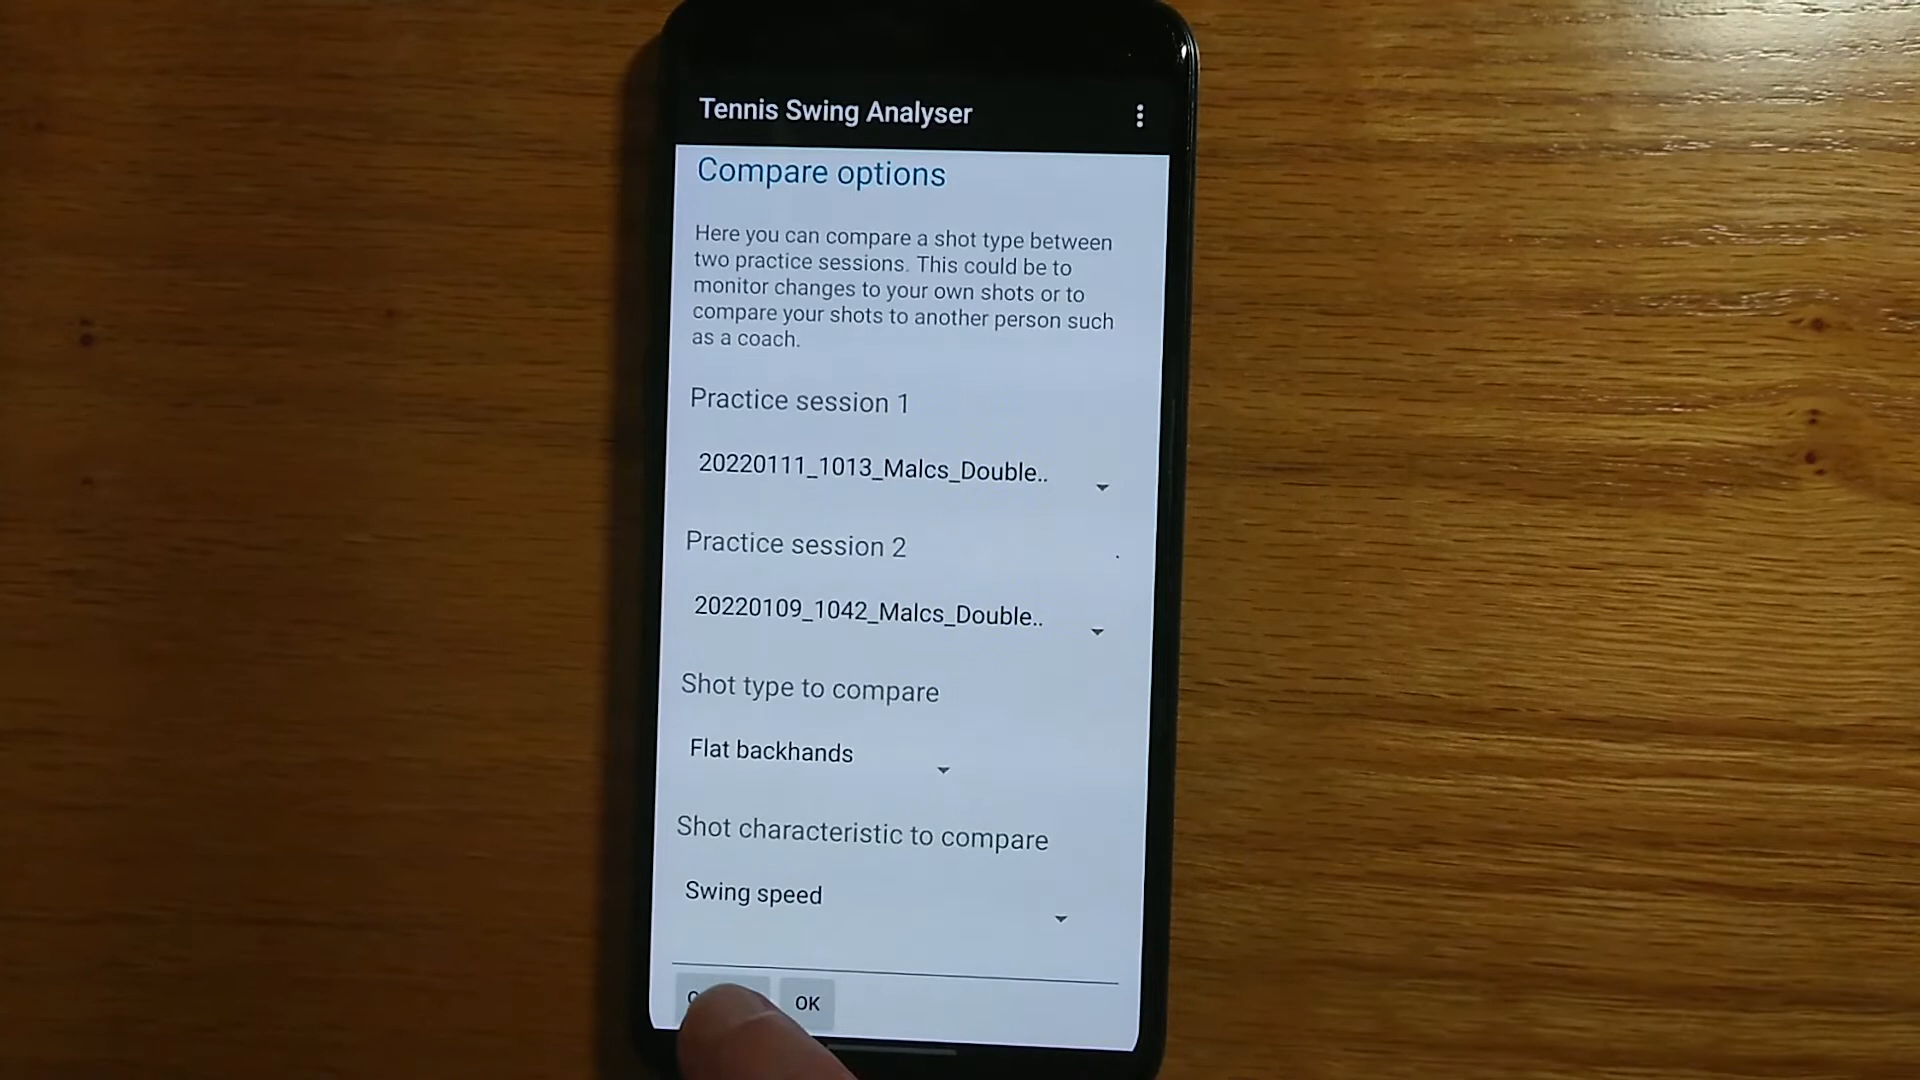 Tennis Swing Analyser
Compare options
Here you can compare a shot type between
two practice sessions. This could be to
monitor changes to your own shots or to
compare your shots to another person such
as a coach.
Practice session 1
20220111_1013_Malcs_Double..
Practice session 2
20220109_1042_Malcs_Double..
Shot type to compare
Flat backhands
Shot characteristic to compare
Swing speed
OK